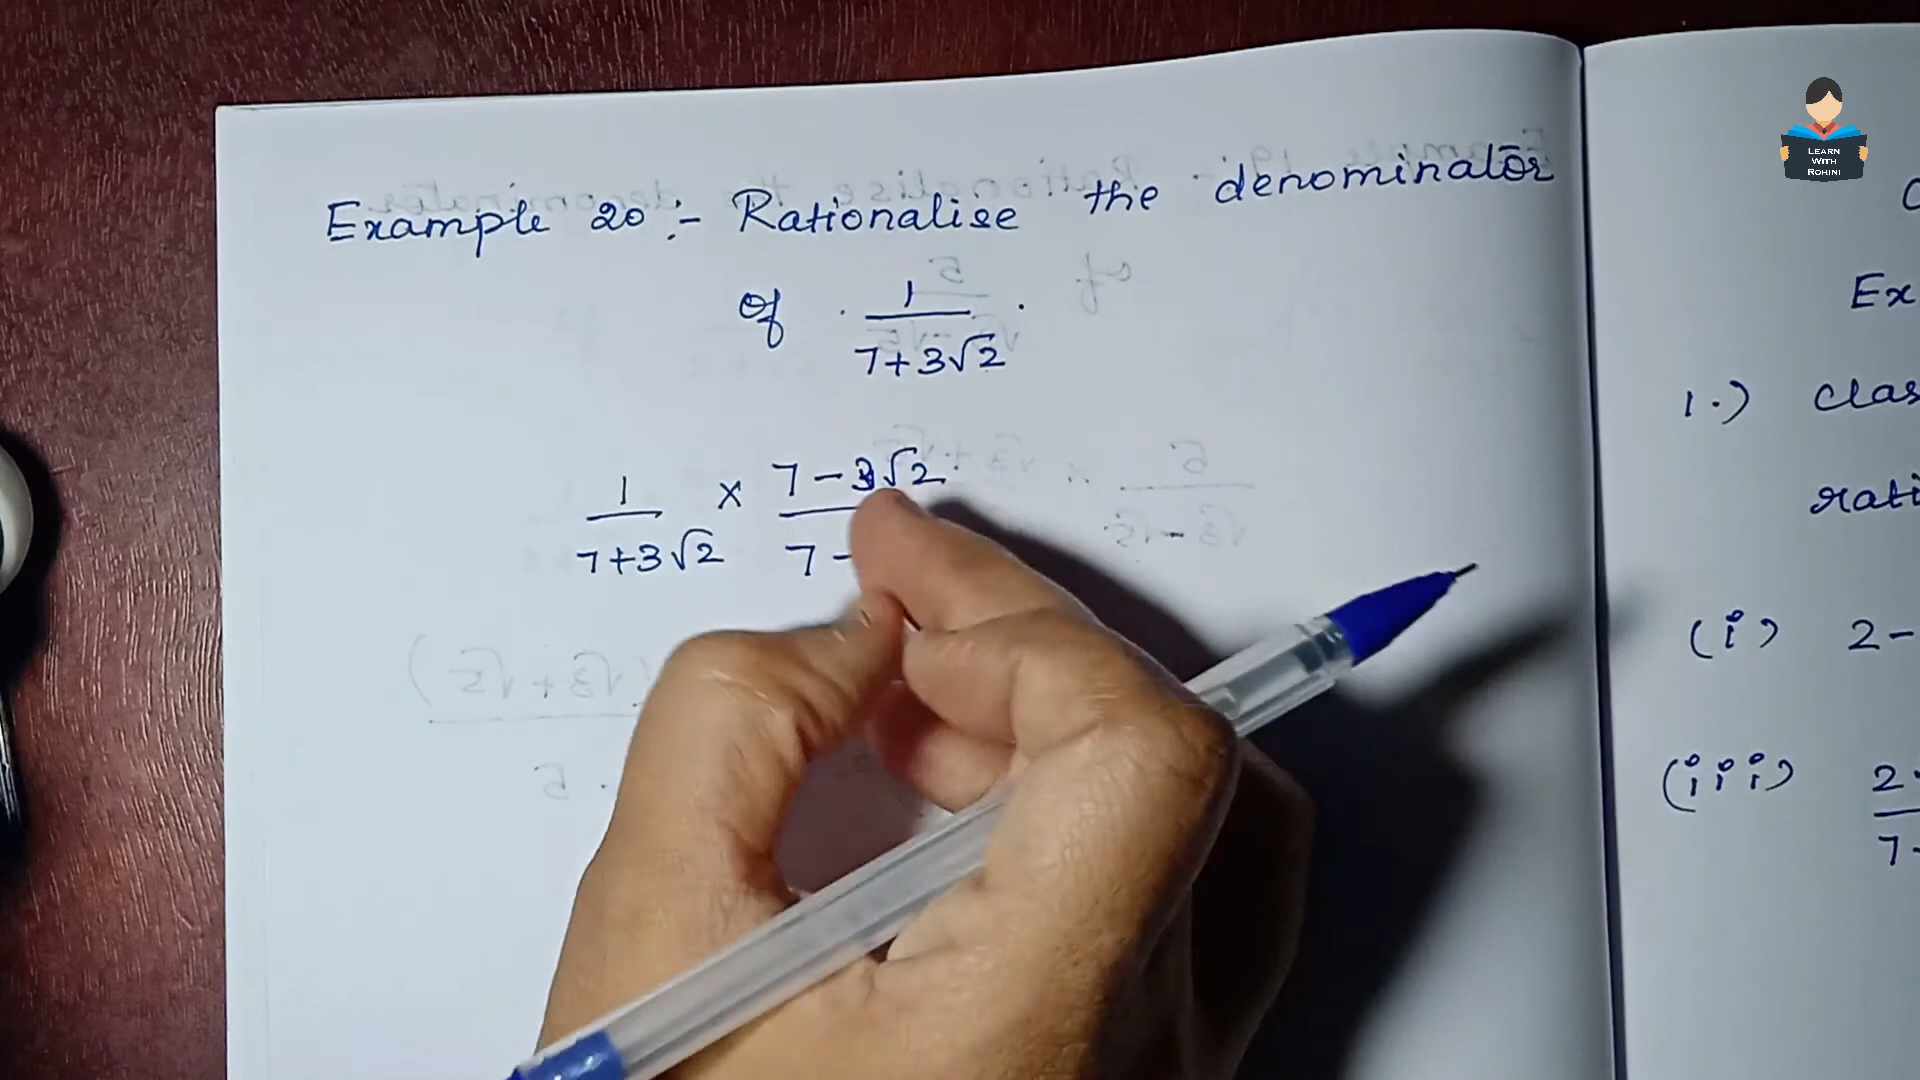 Example 20 :- Rationalise the denominator
of 1
7+3√2 .
1 × 7-3√2
7+3√2 7-
LEARN
WITH
ROHINI
Ex
1.) Clas
rati
(i) 2-
(iii) 2
7-